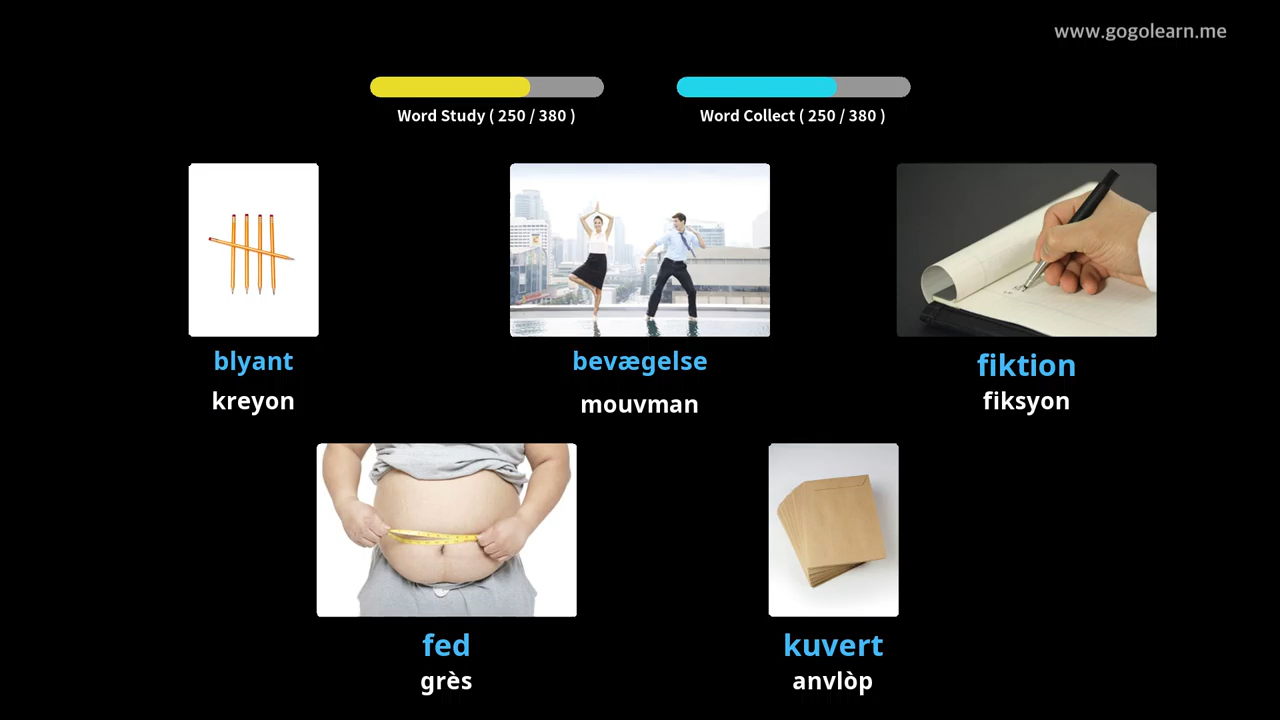 www.gogolearn.me
Word Study ( 250 / 380 )
Word Collect ( 250 / 380 )
blyant
kreyon
bevægelse
mouvman
fiktion
fiksyon
fed
grès
kuvert
anvlòp